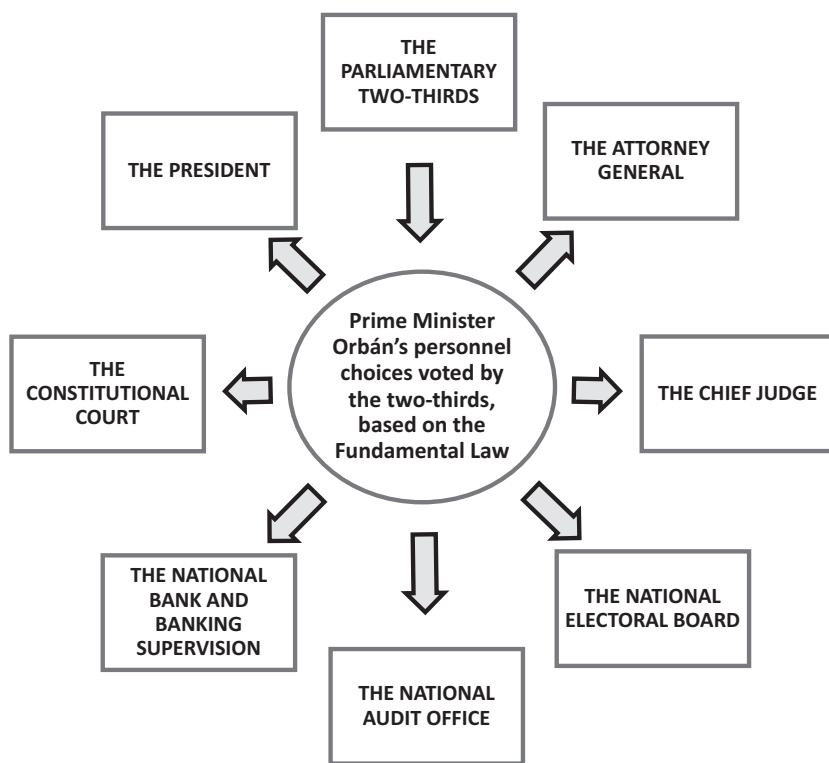 THE
PARLIAMENTARY
TWO-THIRDS
THE PRESIDENT
THE ATTORNEY
GENERAL
Prime Minister
Orbán’s personnel
choices voted by
the two-thirds,
based on the
Fundamental Law
THE
CONSTITUTIONAL
COURT
THE CHIEF JUDGE
THE NATIONAL
BANK AND
BANKING
SUPERVISION
THE NATIONAL
ELECTORAL BOARD
THE NATIONAL
AUDIT OFFICE